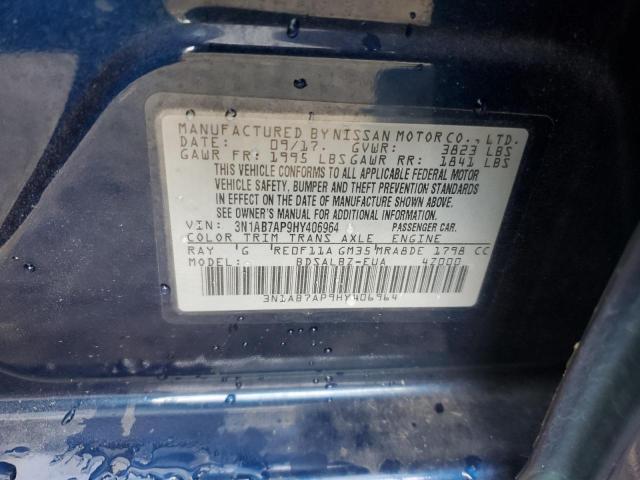 MANUFACTURED BY NISSAN MOTOR CO., LTD.
DATE: 09/17. GVWR: 3823 LBS
GAWR FR: 1995 LBS GAWR RR: 1841 LBS
THIS VEHICLE CONFORMS TO ALL APPLICABLE FEDERAL MOTOR
VEHICLE SAFETY, BUMPER AND THEFT PREVENTION STANDARDS
IN EFFECT ON THE DATE OF MANUFACTURE SHOWN ABOVE.
SEE OWNER'S MANUAL FOR ADDITIONAL INFORMATION.
VIN: 3N1AB7AP9HY406964 PASSENGER CAR.
COLOR TRIM TRANS AXLE ENGINE
RAY 'G RE0F11A GM35 MRA8DE 1798 CC
MODEL: BDSALBZ-EUA 4Z000
3N1AB7AP9HY406964